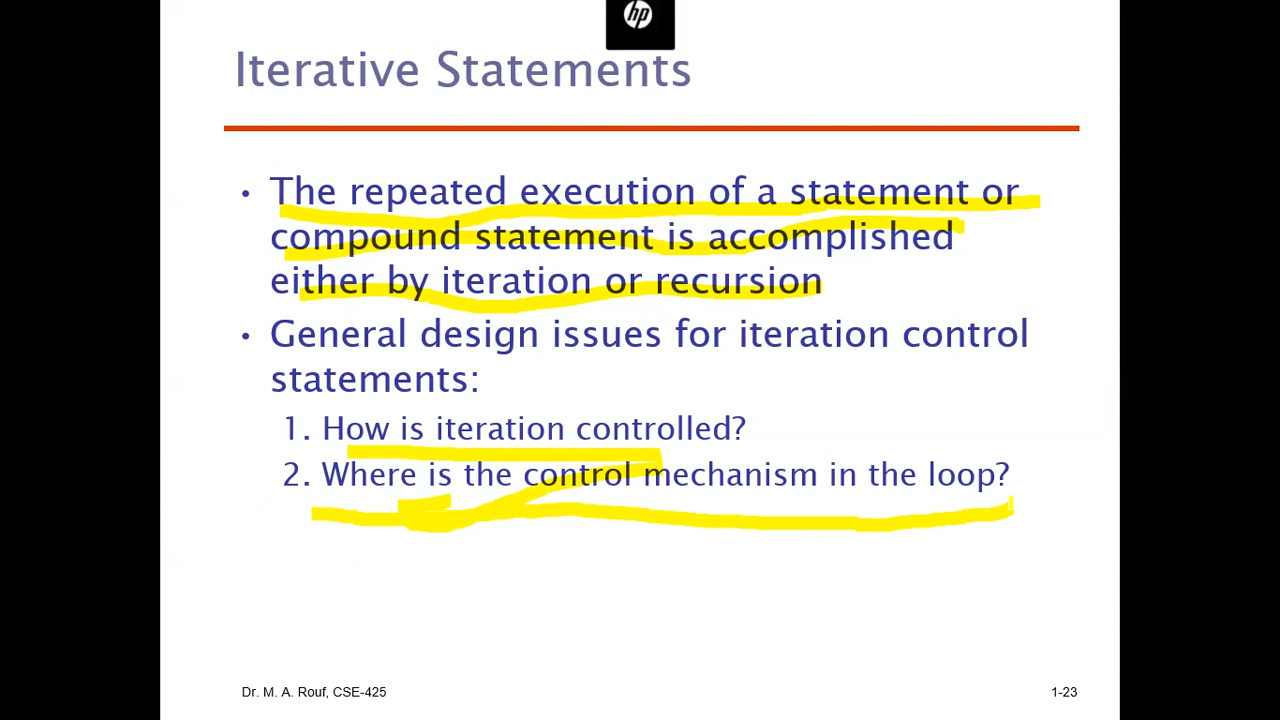 hp
Iterative Statements
• The repeated execution of a statement or
compound statement is accomplished
either by iteration or recursion
• General design issues for iteration control
statements:
1. How is iteration controlled?
2. Where is the control mechanism in the loop?
Dr. M. A. Rouf, CSE-425
1-23